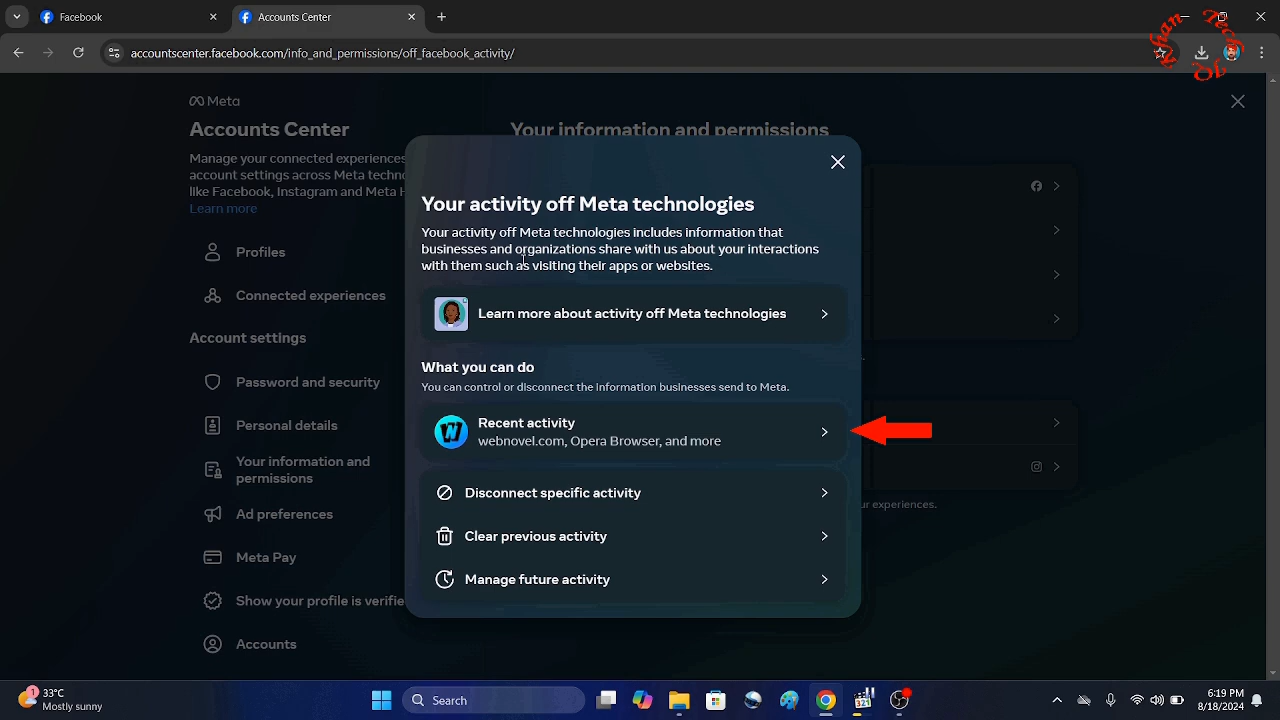 Facebook
Accounts Center
accountscenter.facebook.com/info_and_permissions/off_facebook_activity/
Meta
Accounts Center
Manage your connected experiences
account settings across Meta techno
like Facebook, Instagram and Meta H
Learn more
Profiles
Connected experiences
Account settings
Password and security
Personal details
Your information and
permissions
Ad preferences
Meta Pay
Show your profile is verifie
Accounts
Your information and permissions
Your activity off Meta technologies
Your activity off Meta technologies includes information that
businesses and organizations share with us about your interactions
with them such as visiting their apps or websites.
Learn more about activity off Meta technologies
What you can do
You can control or disconnect the information businesses send to Meta.
Recent activity
webnovel.com, Opera Browser, and more
Disconnect specific activity
Clear previous activity
Manage future activity
ur experiences.
1
33°C
Mostly sunny
Search
6:19 PM
8/18/2024